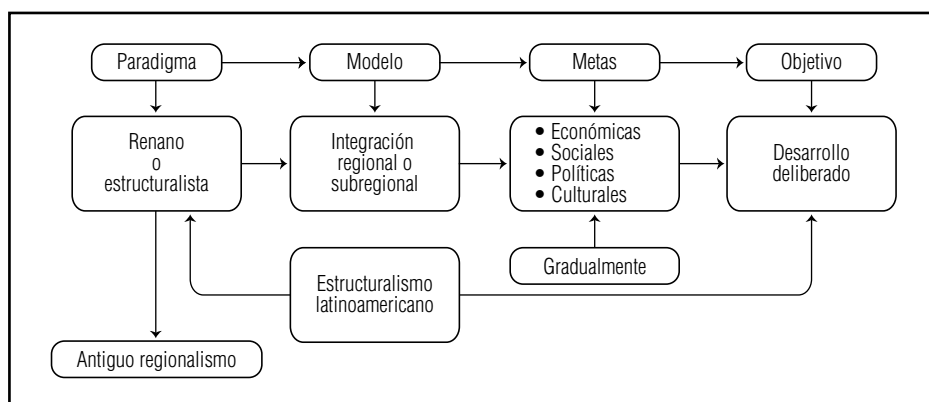 Paradigma
Modelo
Metas
Objetivo
Renano
o
estructuralista
Integración
regional o
subregional
• Económicas
• Sociales
• Políticas
• Culturales
Desarrollo
deliberado
Gradualmente
Estructuralismo
latinoamericano
Antiguo regionalismo